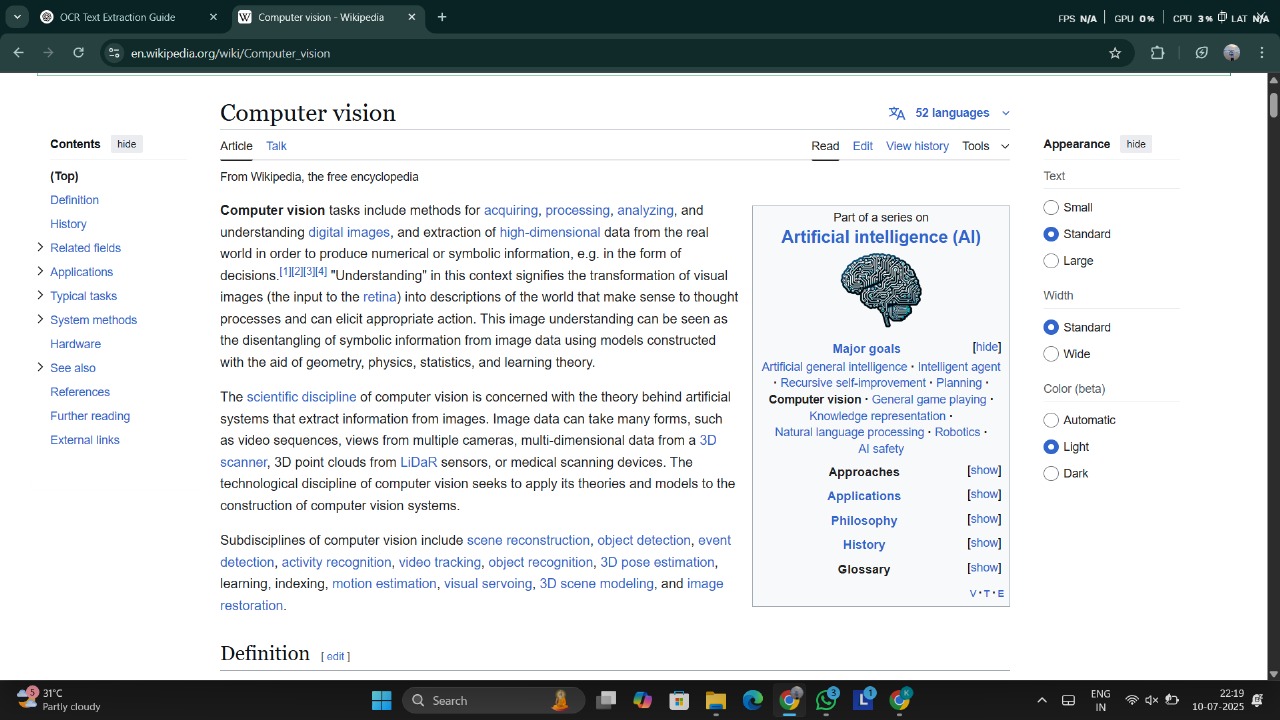 OCR Text Extraction Guide
Computer vision - Wikipedia
FPS N/A
GPU 0%
CPU 3%
LAT N/A
en.wikipedia.org/wiki/Computer_vision
Computer vision
52 languages
Contents hide
Article Talk
Read Edit View history Tools
(Top)
Definition
History
Related fields
Applications
Typical tasks
System methods
Hardware
See also
References
Further reading
External links
From Wikipedia, the free encyclopedia
Computer vision tasks include methods for acquiring, processing, analyzing, and
understanding digital images, and extraction of high-dimensional data from the real
world in order to produce numerical or symbolic information, e.g. in the form of
decisions.[1][2][3][4] "Understanding" in this context signifies the transformation of visual
images (the input to the retina) into descriptions of the world that make sense to thought
processes and can elicit appropriate action. This image understanding can be seen as
the disentangling of symbolic information from image data using models constructed
with the aid of geometry, physics, statistics, and learning theory.
The scientific discipline of computer vision is concerned with the theory behind artificial
systems that extract information from images. Image data can take many forms, such
as video sequences, views from multiple cameras, multi-dimensional data from a 3D
scanner, 3D point clouds from LiDaR sensors, or medical scanning devices. The
technological discipline of computer vision seeks to apply its theories and models to the
construction of computer vision systems.
Subdisciplines of computer vision include scene reconstruction, object detection, event
detection, activity recognition, video tracking, object recognition, 3D pose estimation,
learning, indexing, motion estimation, visual servoing, 3D scene modeling, and image
restoration.
Definition [ edit ]
Part of a series on
Artificial intelligence (AI)
Major goals [hide]
Artificial general intelligence · Intelligent agent
· Recursive self-improvement · Planning ·
Computer vision · General game playing ·
Knowledge representation ·
Natural language processing · Robotics ·
AI safety
Approaches [show]
Applications [show]
Philosophy [show]
History [show]
Glossary [show]
V · T · E
Appearance hide
Text
Small
Standard
Large
Width
Standard
Wide
Color (beta)
Automatic
Light
Dark
5
31°C
Partly cloudy
Search
3
L
1
K
ENG
IN
22:19
10-07-2025